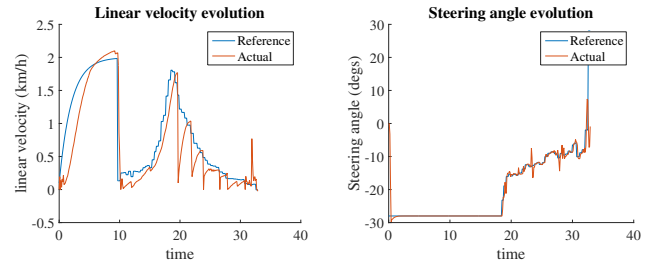 Linear velocity evolution
2.5
2
1.5
1
0.5
0
-0.5
linear velocity (km/h)
Reference
Actual
0 10 20 30 40
time
Steering angle evolution
30
20
10
0
-10
-20
-30
Steering angle (degs)
Reference
Actual
0 10 20 30 40
time